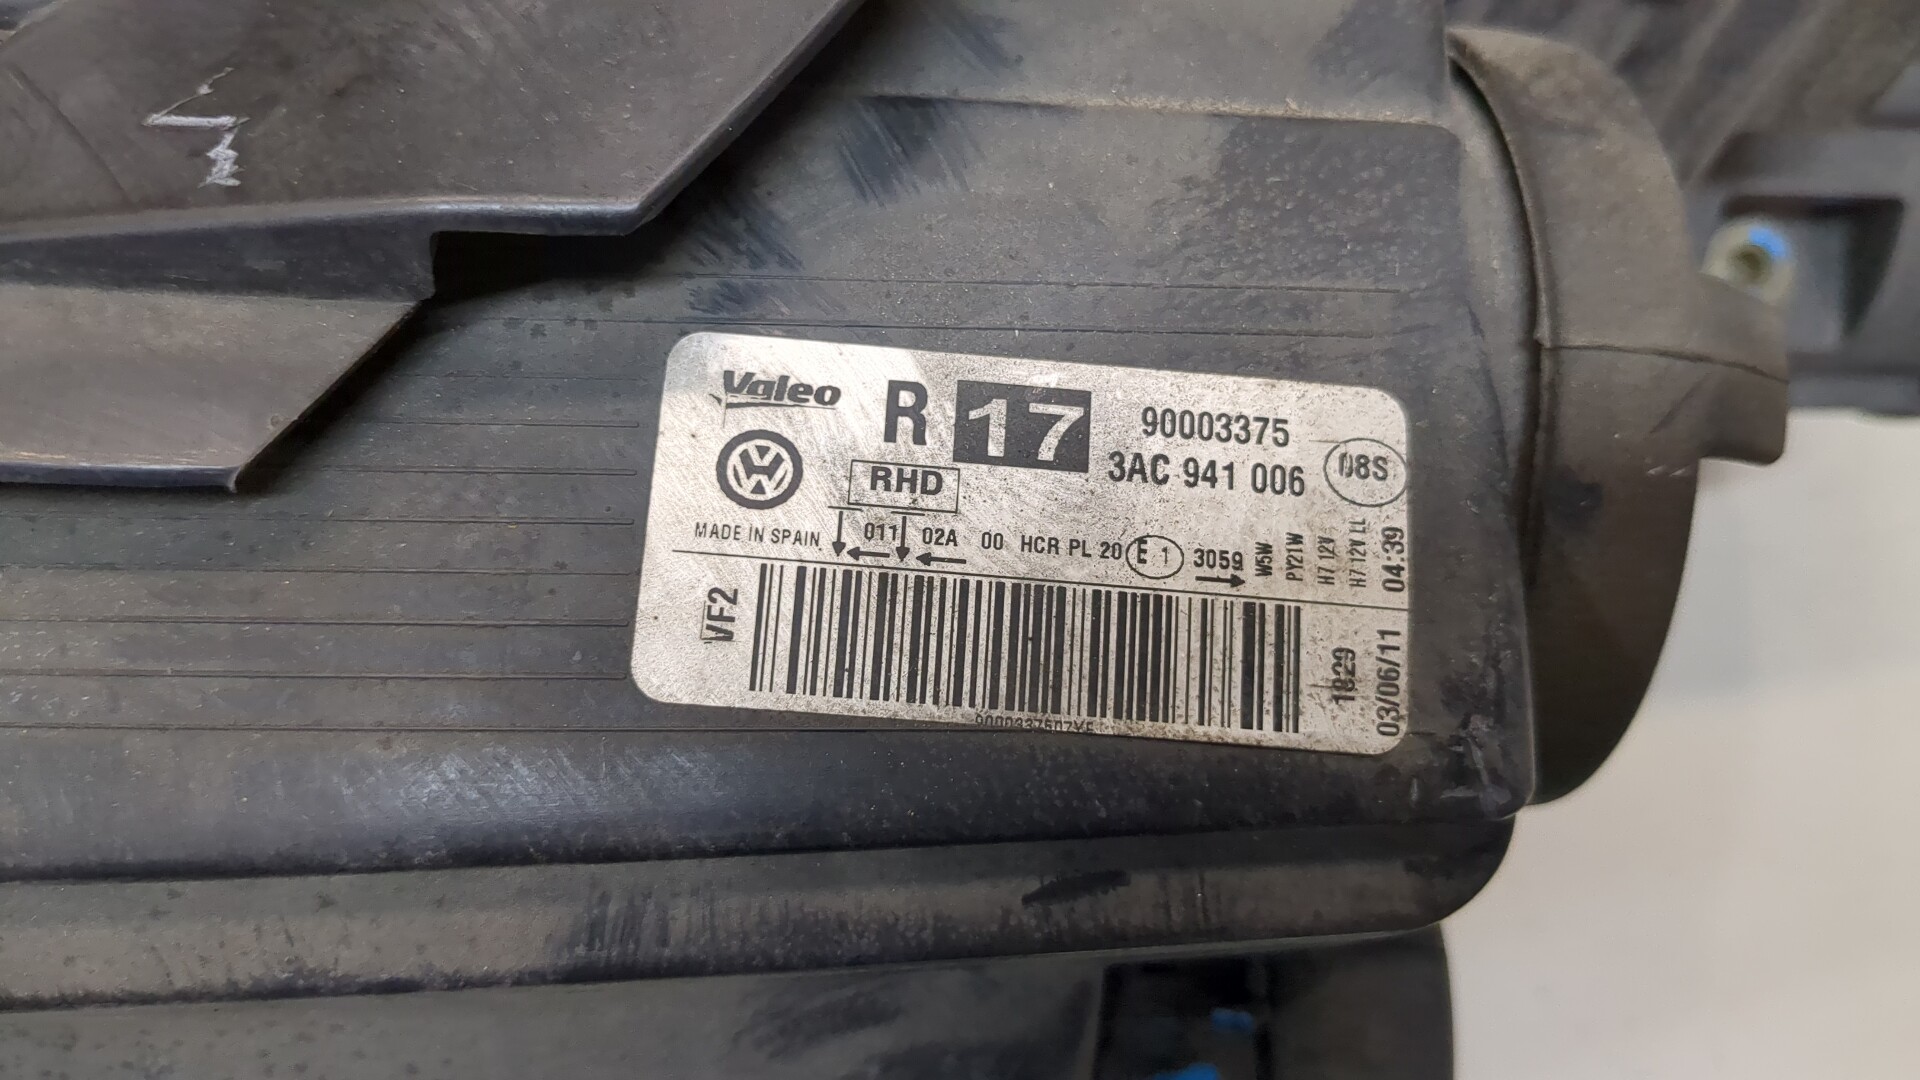 Valeo R 17 90003375
RHD 3AC 941 006 08S
MADE IN SPAIN 011 02A 00 HCR PL 20 E 1 3059
W5W
PY21W
H7 12V
H7 12V LL
04:39
VF2
1829
03/06/11